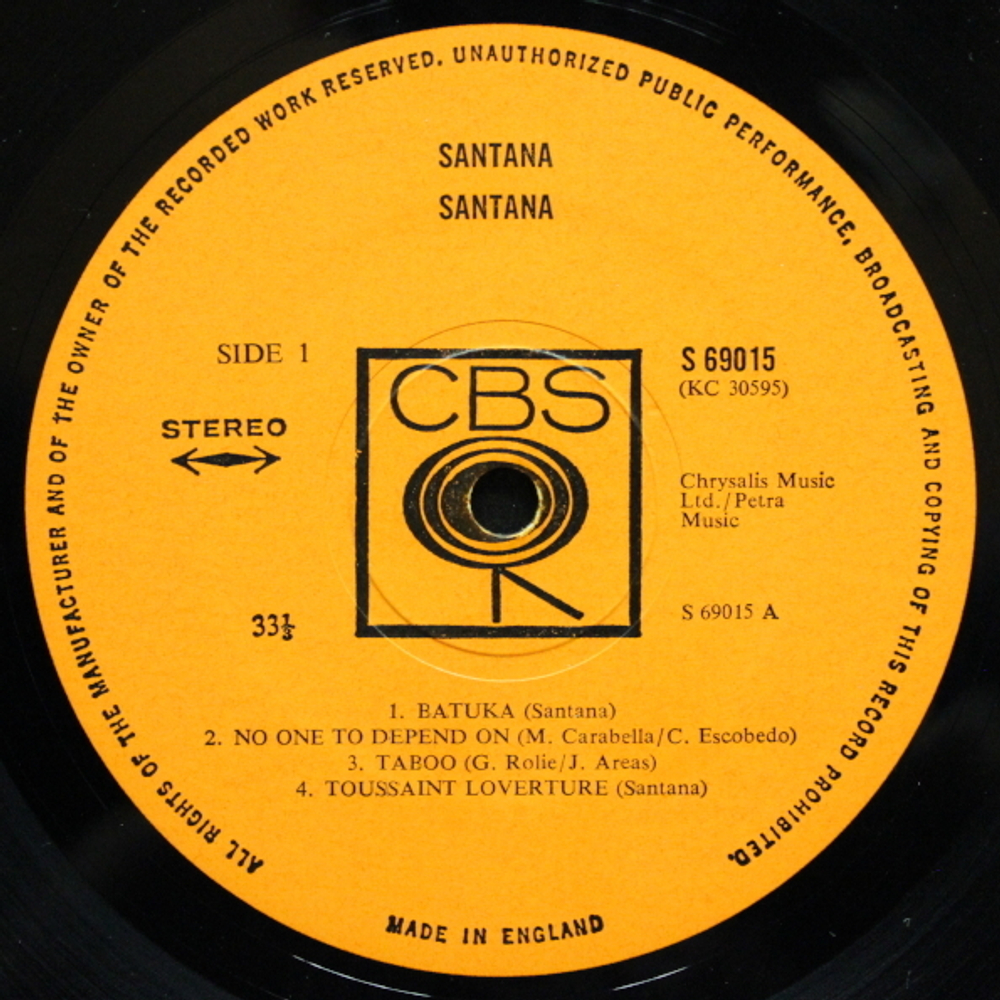 ALL RIGHTS OF THE MANUFACTURER AND OF THE OWNER OF THE RECORDED WORK RESERVED. UNAUTHORIZED PUBLIC PERFORMANCE, BROADCASTING AND COPYING OF THIS RECORD PROHIBITED.
SANTANA
SANTANA
SIDE 1
STEREO
33⅓
CBS
S 69015
(KC 30595)
Chrysalis Music
Ltd./Petra
Music
S 69015 A
1. BATUKA (Santana)
2. NO ONE TO DEPEND ON (M. Carabella/C. Escobedo)
3. TABOO (G. Rolie/J. Areas)
4. TOUSSAINT LOVERTURE (Santana)
MADE IN ENGLAND